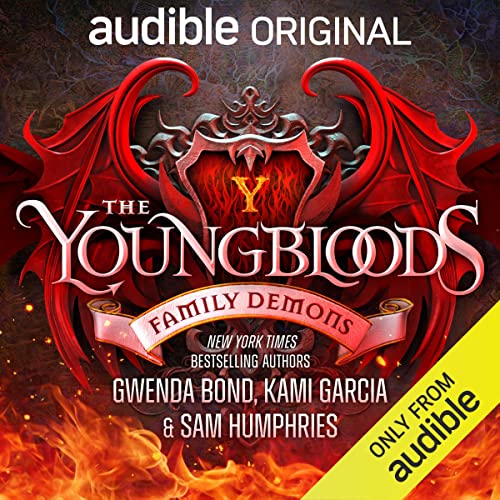 audible ORIGINAL
Y
THE
YOUNGBLOODS
FAMILY DEMONS
NEW YORK TIMES
BESTSELLING AUTHORS
GWENDA BOND, KAMI GARCIA
& SAM HUMPHRIES
ONLY FROM
audible